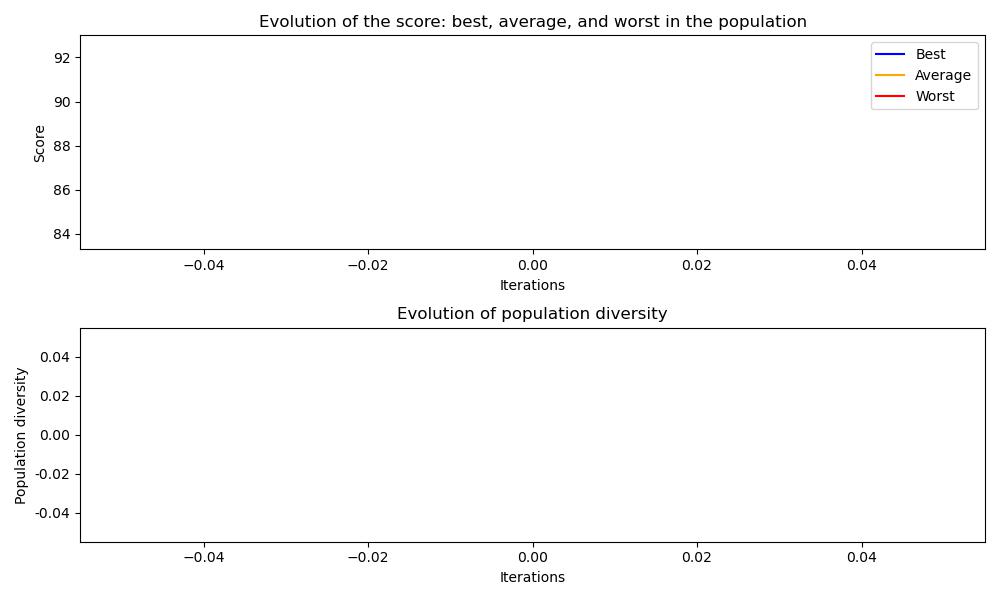 Evolution of the score: best, average, and worst in the population
92
90
88
86
84
Score
Best
Average
Worst
−0.04
−0.02
0.00
0.02
0.04
Iterations
Evolution of population diversity
0.04
0.02
0.00
-0.02
-0.04
Population diversity
−0.04
−0.02
0.00
0.02
0.04
Iterations